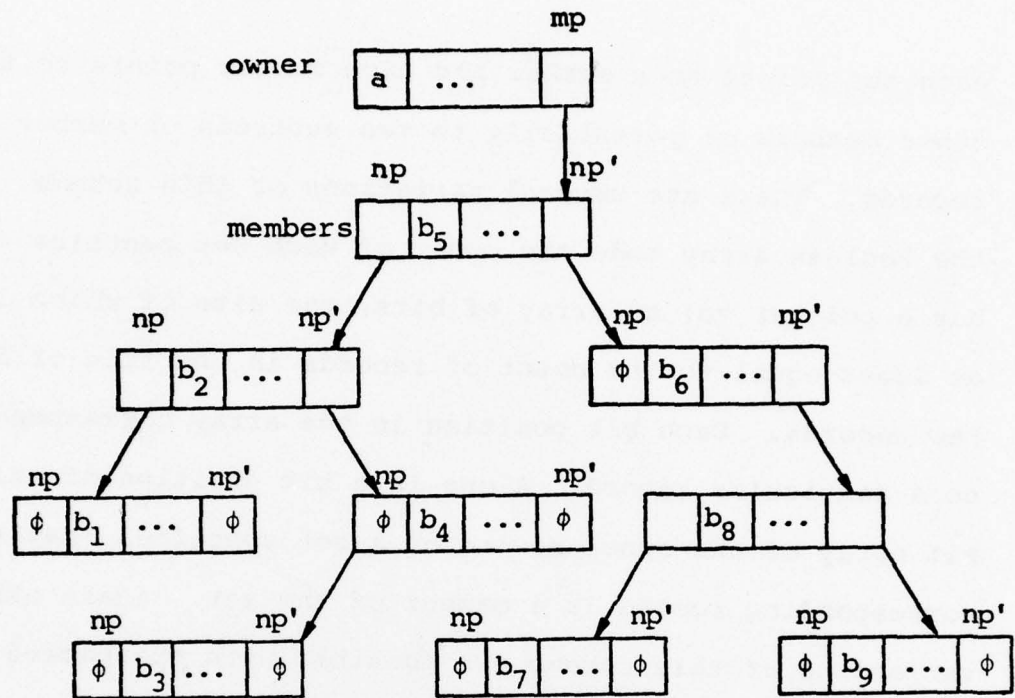 mp
owner a ...
np np'
members b5 ...
np np' np np'
b2 ... ϕ b6 ...
np np' np
ϕ b1 ... ϕ ϕ b4 ... ϕ b8 ...
np np' np np' np np'
ϕ b3 ... ϕ ϕ b7 ... ϕ ϕ b9 ... ϕ